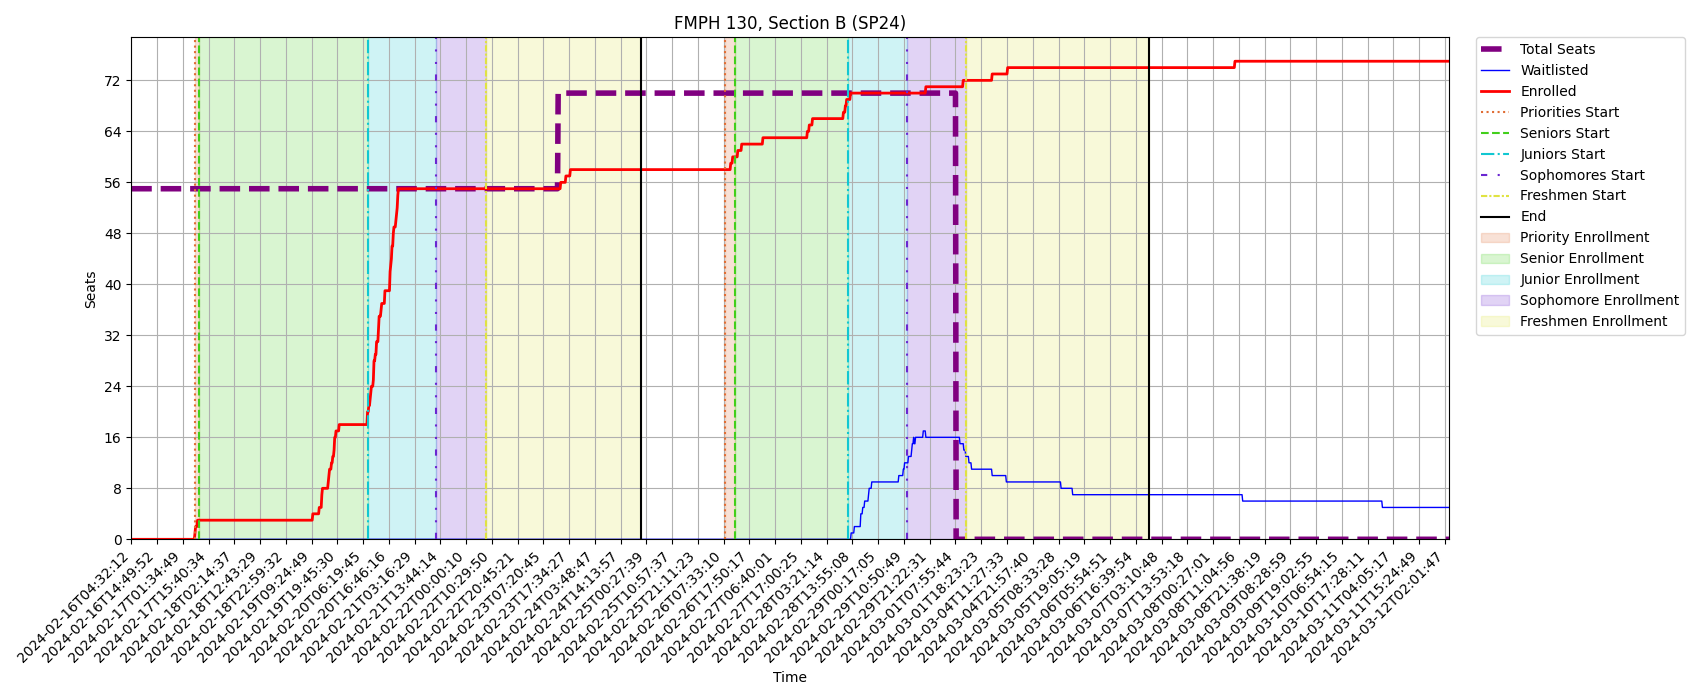 FMPH 130, Section B (SP24)
Seats
72
64
56
48
40
32
24
16
8
0
2024-02-16T04:32:12
2024-02-16T14:49:52
2024-02-17T01:34:49
2024-02-17T15:40:34
2024-02-18T02:14:37
2024-02-18T12:43:29
2024-02-18T22:59:32
2024-02-19T09:24:49
2024-02-19T19:45:30
2024-02-20T06:19:45
2024-02-20T16:46:16
2024-02-21T03:16:29
2024-02-21T13:44:14
2024-02-22T00:00:10
2024-02-22T10:29:50
2024-02-22T20:45:21
2024-02-23T07:20:45
2024-02-23T17:34:27
2024-02-24T03:48:47
2024-02-24T14:13:57
2024-02-25T00:27:39
2024-02-25T10:57:37
2024-02-25T21:11:23
2024-02-26T07:33:10
2024-02-26T17:50:17
2024-02-27T06:40:01
2024-02-27T17:00:25
2024-02-28T03:21:14
2024-02-28T13:55:08
2024-02-29T00:17:05
2024-02-29T10:50:49
2024-02-29T21:22:31
2024-03-01T07:55:44
2024-03-01T18:23:23
2024-03-04T11:27:33
2024-03-04T21:57:40
2024-03-05T08:33:28
2024-03-05T19:05:19
2024-03-06T05:54:51
2024-03-06T16:39:54
2024-03-07T03:10:48
2024-03-07T13:53:18
2024-03-08T00:27:01
2024-03-08T11:04:56
2024-03-08T21:38:19
2024-03-09T08:28:59
2024-03-09T19:02:55
2024-03-10T06:54:15
2024-03-10T17:28:11
2024-03-11T04:05:17
2024-03-11T15:24:49
2024-03-12T02:01:47
Time
Total Seats
Waitlisted
Enrolled
Priorities Start
Seniors Start
Juniors Start
Sophomores Start
Freshmen Start
End
Priority Enrollment
Senior Enrollment
Junior Enrollment
Sophomore Enrollment
Freshmen Enrollment